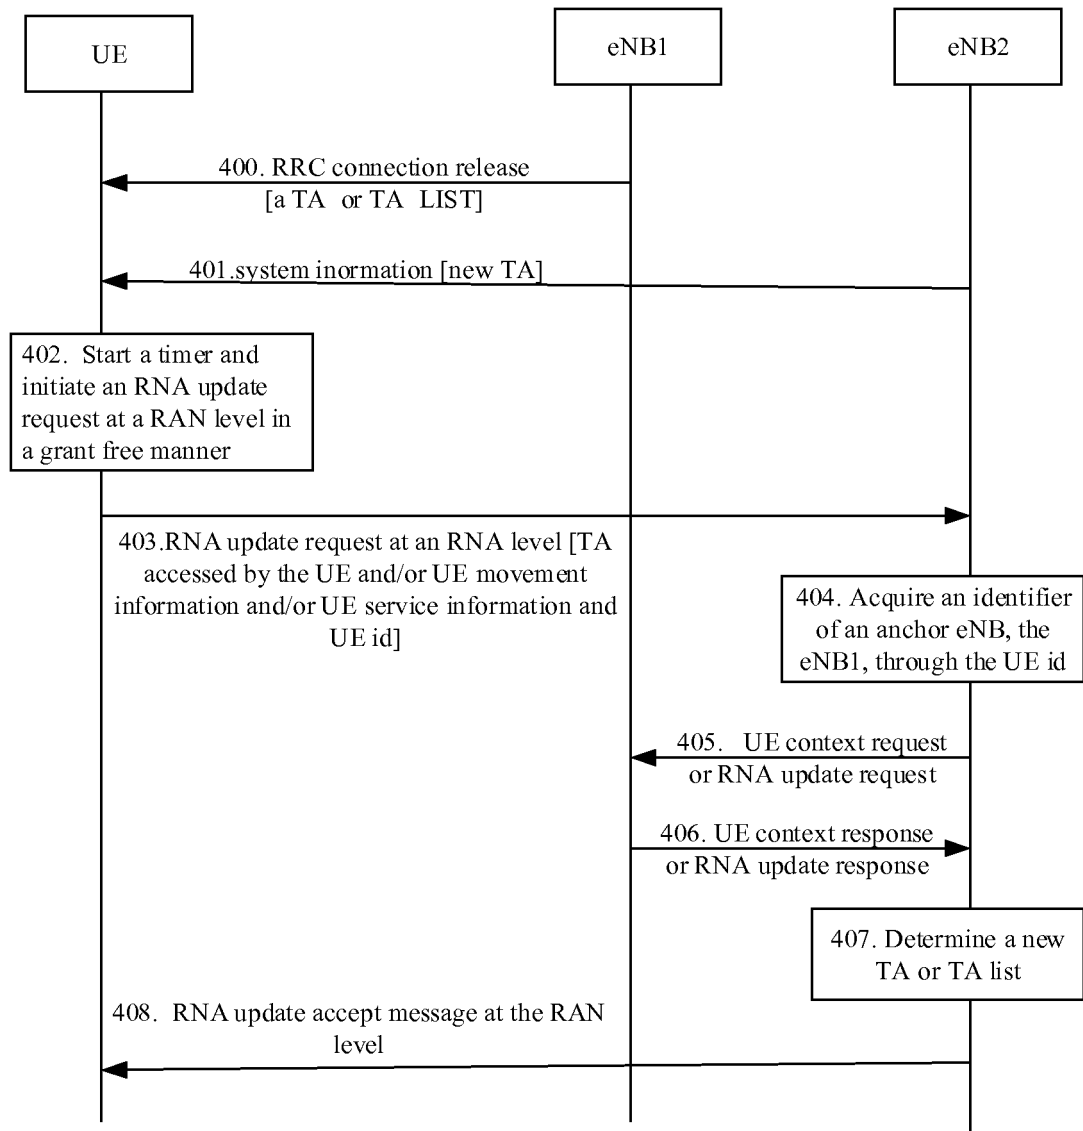 UE
eNB1
eNB2
400. RRC connection release
[a TA or TA LIST]
401.system inormation [new TA]
402. Start a timer and
initiate an RNA update
request at a RAN level in
a grant free manner
403.RNA update request at an RNA level [TA
accessed by the UE and/or UE movement
information and/or UE service information and
UE id]
404. Acquire an identifier
of an anchor eNB, the
eNB1, through the UE id
405. UE context request
or RNA update request
406. UE context response
or RNA update response
407. Determine a new
TA or TA list
408. RNA update accept message at the RAN
level